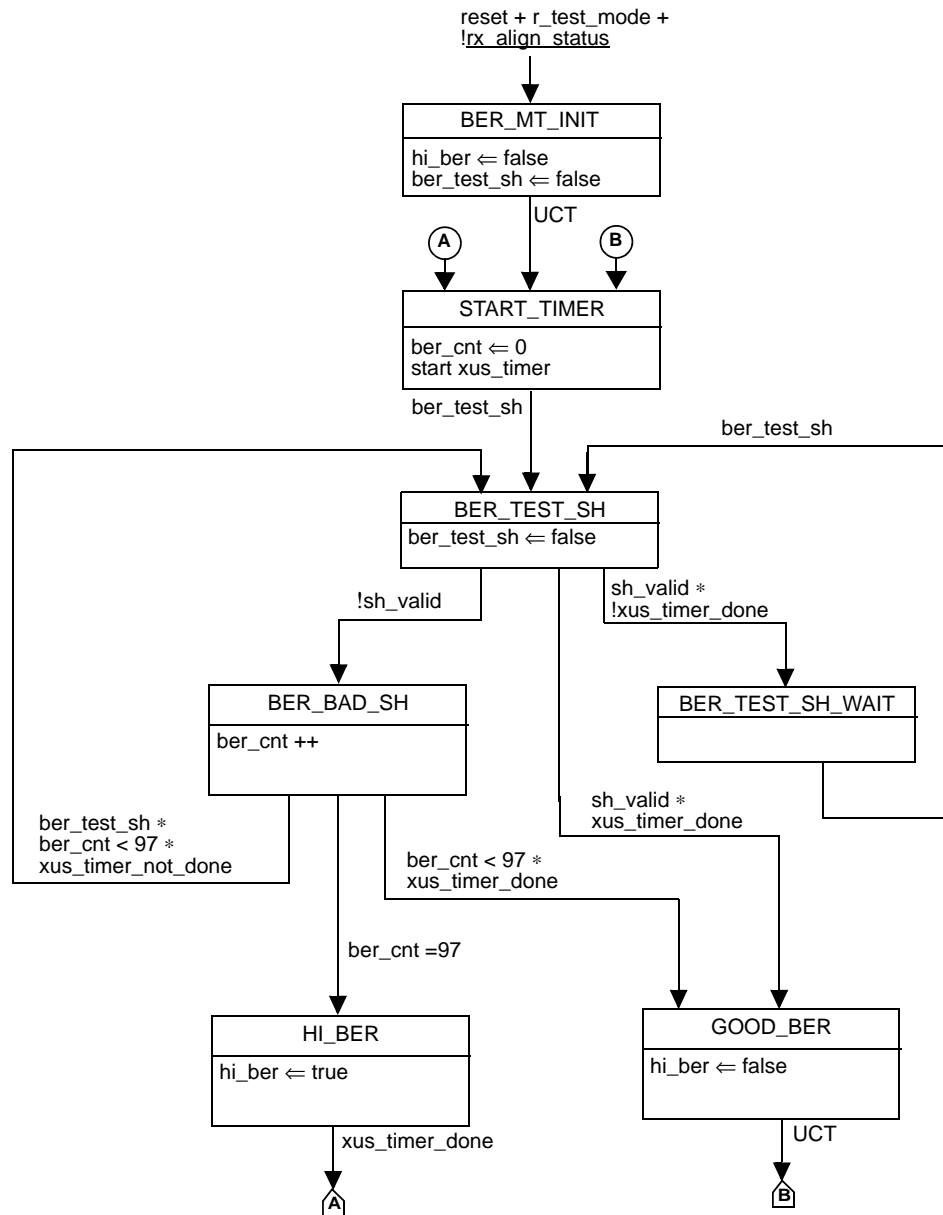 reset + r_test_mode +
!rx_align_status
BER_MT_INIT
hi_ber ⇐ false
ber_test_sh ⇐ false
UCT
A
B
START_TIMER
ber_cnt ⇐ 0
start xus_timer
ber_test_sh
ber_test_sh
BER_TEST_SH
ber_test_sh ⇐ false
!sh_valid
sh_valid *
!xus_timer_done
BER_BAD_SH
ber_cnt ++
BER_TEST_SH_WAIT
ber_test_sh *
ber_cnt < 97 *
xus_timer_not_done
ber_cnt < 97 *
xus_timer_done
sh_valid *
xus_timer_done
ber_cnt =97
HI_BER
hi_ber ⇐ true
GOOD_BER
hi_ber ⇐ false
xus_timer_done
UCT
A
B